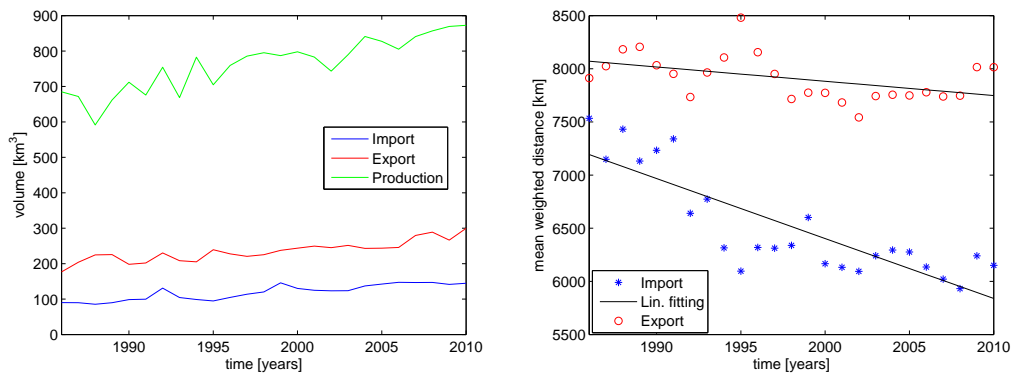 900
800
700
600
500
400
300
200
100
0
volume [km³]
Import
Export
Production
1990
1995
2000
2005
2010
time [years]
8500
8000
7500
7000
6500
6000
5500
mean weighted distance [km]
Import
Lin. fitting
Export
1990
1995
2000
2005
2010
time [years]